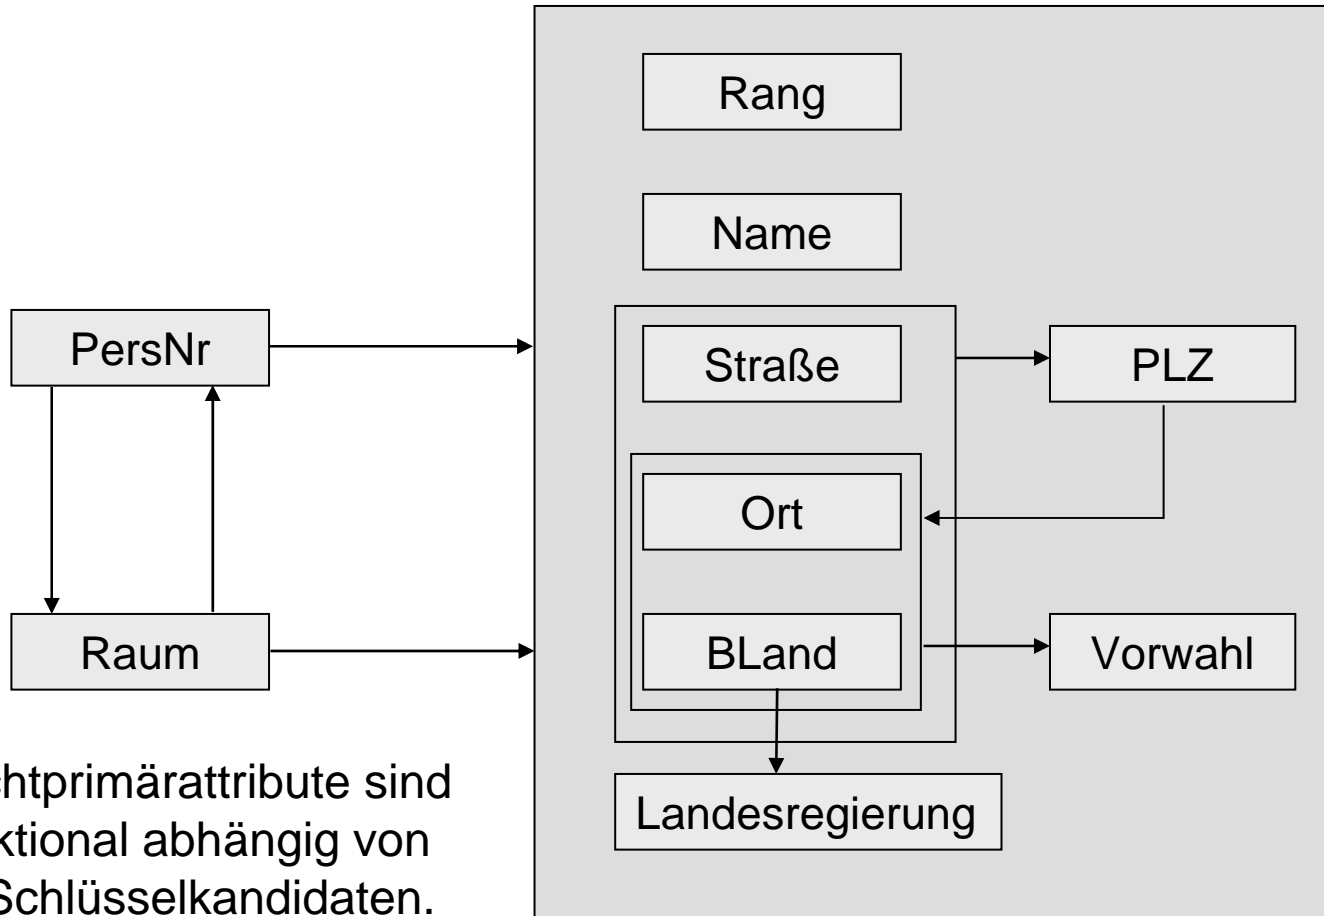 Rang
Name
PersNr
Straße
PLZ
Ort
Raum
BLand
Vorwahl
Landesregierung
chtprimärattribute sind
ktional abhängig von
Schlüsselkandidaten.